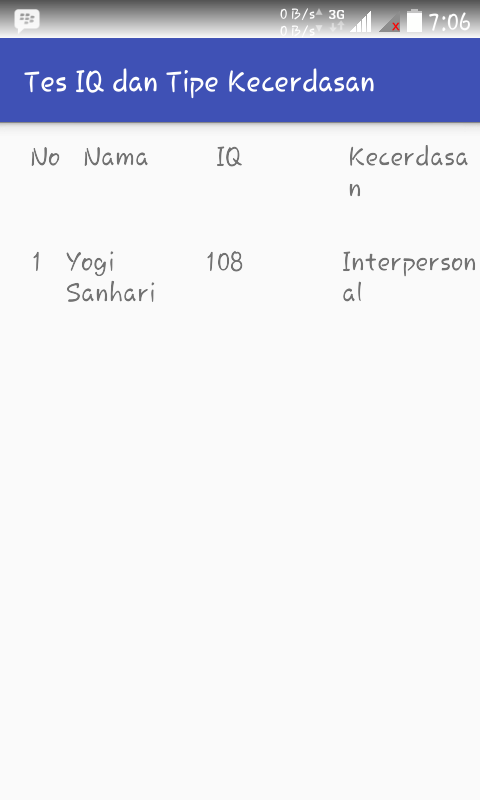 0 B/s 3G 7:06
0 B/s
Tes IQ dan Tipe Kecerdasan
No Nama IQ Kecerdasa
n
1 Yogi 108 Interperson
Sanhari al